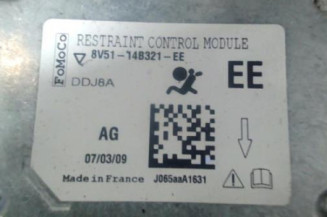 FoMoCo
RESTRAINT CONTROL MODULE
8V51-14B321-EE
DDJ8A
EE
AG
07/03/09
Made in France J065aaA1631